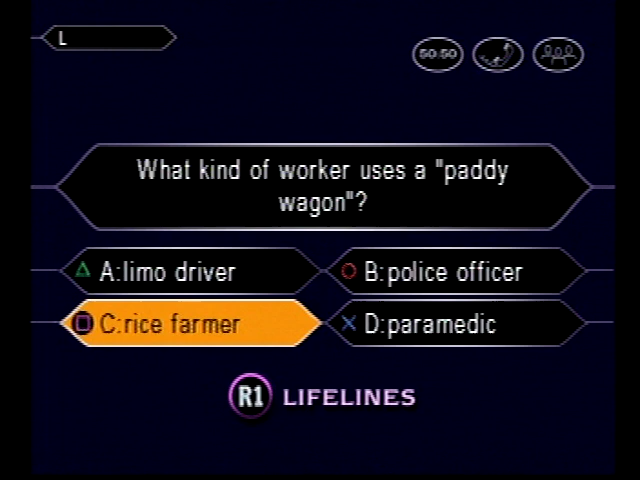 L
50:50
What kind of worker uses a "paddy
wagon"?
A:limo driver
B:police officer
C:rice farmer
D:paramedic
R1 LIFELINES